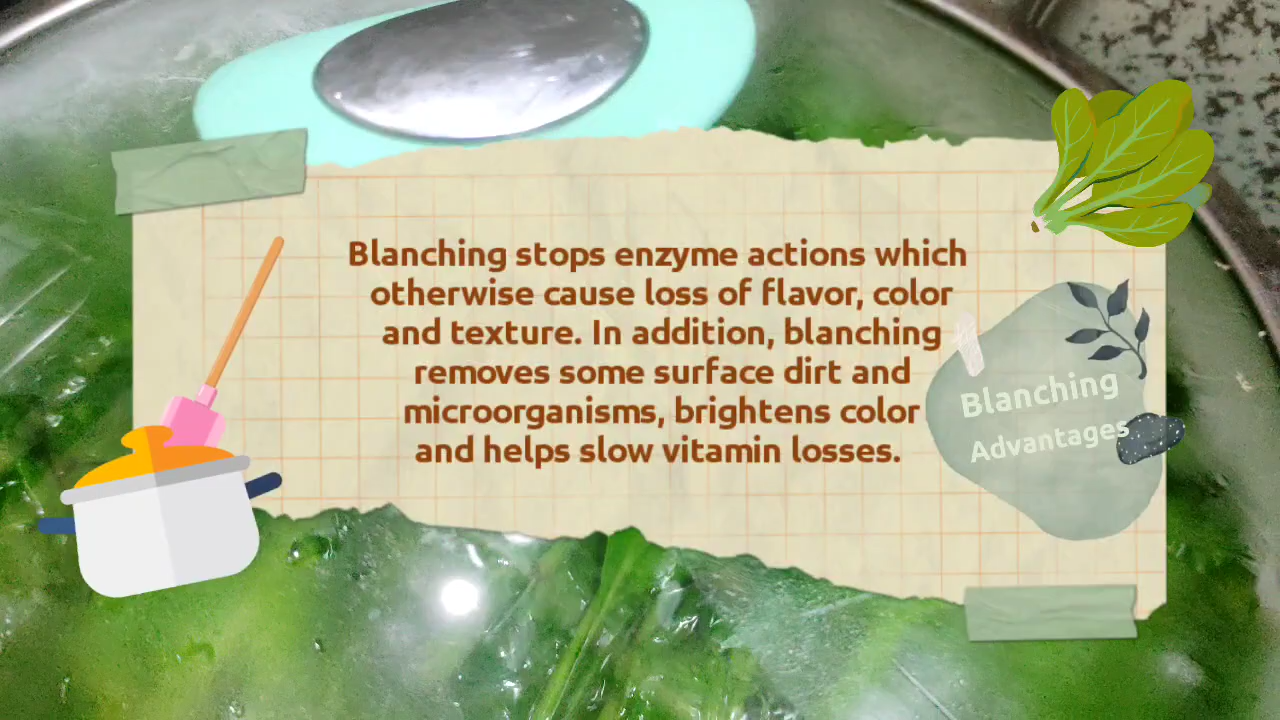 Blanching stops enzyme actions which
otherwise cause loss of flavor, color
and texture. In addition, blanching
removes some surface dirt and
microorganisms, brightens color
and helps slow vitamin losses.
Blanching
Advantages